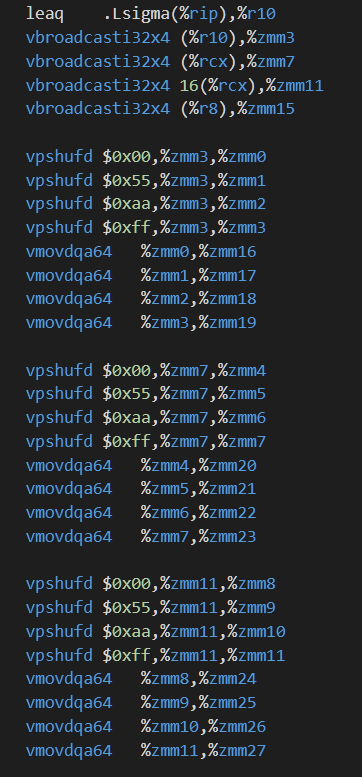 leaq    .Lsigma(%rip),%r10
vbroadcasti32x4 (%r10),%zmm3
vbroadcasti32x4 (%rcx),%zmm7
vbroadcasti32x4 16(%rcx),%zmm11
vbroadcasti32x4 (%r8),%zmm15

vpshufd $0x00,%zmm3,%zmm0
vpshufd $0x55,%zmm3,%zmm1
vpshufd $0xaa,%zmm3,%zmm2
vpshufd $0xff,%zmm3,%zmm3
vmovdqa64   %zmm0,%zmm16
vmovdqa64   %zmm1,%zmm17
vmovdqa64   %zmm2,%zmm18
vmovdqa64   %zmm3,%zmm19

vpshufd $0x00,%zmm7,%zmm4
vpshufd $0x55,%zmm7,%zmm5
vpshufd $0xaa,%zmm7,%zmm6
vpshufd $0xff,%zmm7,%zmm7
vmovdqa64   %zmm4,%zmm20
vmovdqa64   %zmm5,%zmm21
vmovdqa64   %zmm6,%zmm22
vmovdqa64   %zmm7,%zmm23

vpshufd $0x00,%zmm11,%zmm8
vpshufd $0x55,%zmm11,%zmm9
vpshufd $0xaa,%zmm11,%zmm10
vpshufd $0xff,%zmm11,%zmm11
vmovdqa64   %zmm8,%zmm24
vmovdqa64   %zmm9,%zmm25
vmovdqa64   %zmm10,%zmm26
vmovdqa64   %zmm11,%zmm27